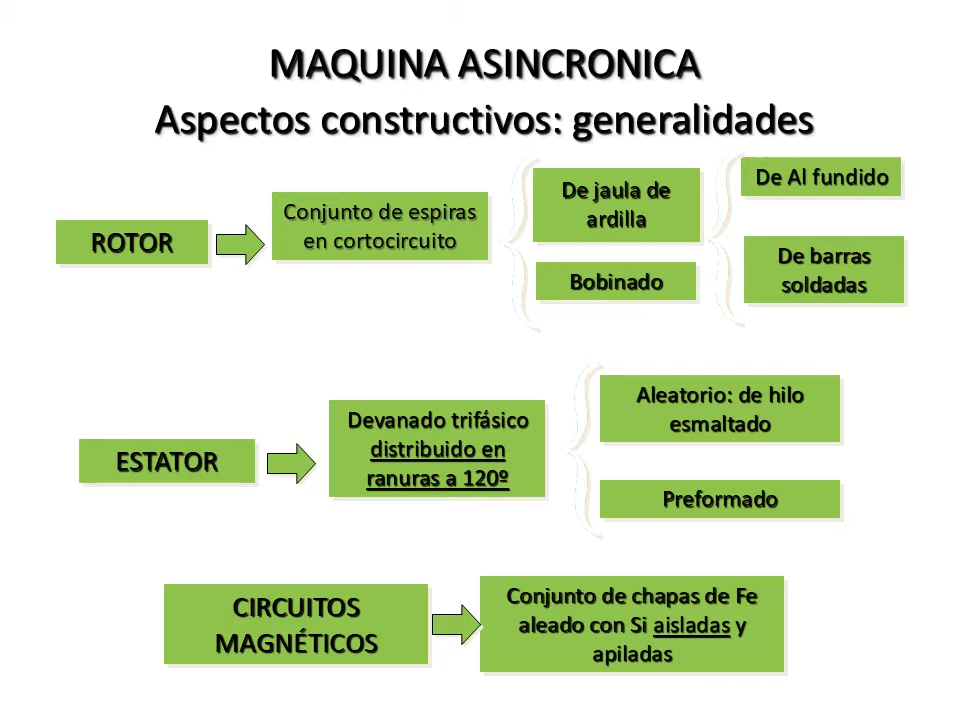 MAQUINA ASINCRONICA
Aspectos constructivos: generalidades
ROTOR
Conjunto de espiras
en cortocircuito
De jaula de
ardilla
Bobinado
De Al fundido
De barras
soldadas
ESTATOR
Devanado trifásico
distribuido en
ranuras a 120º
Aleatorio: de hilo
esmaltado
Preformado
CIRCUITOS
MAGNÉTICOS
Conjunto de chapas de Fe
aleado con Si aisladas y
apiladas